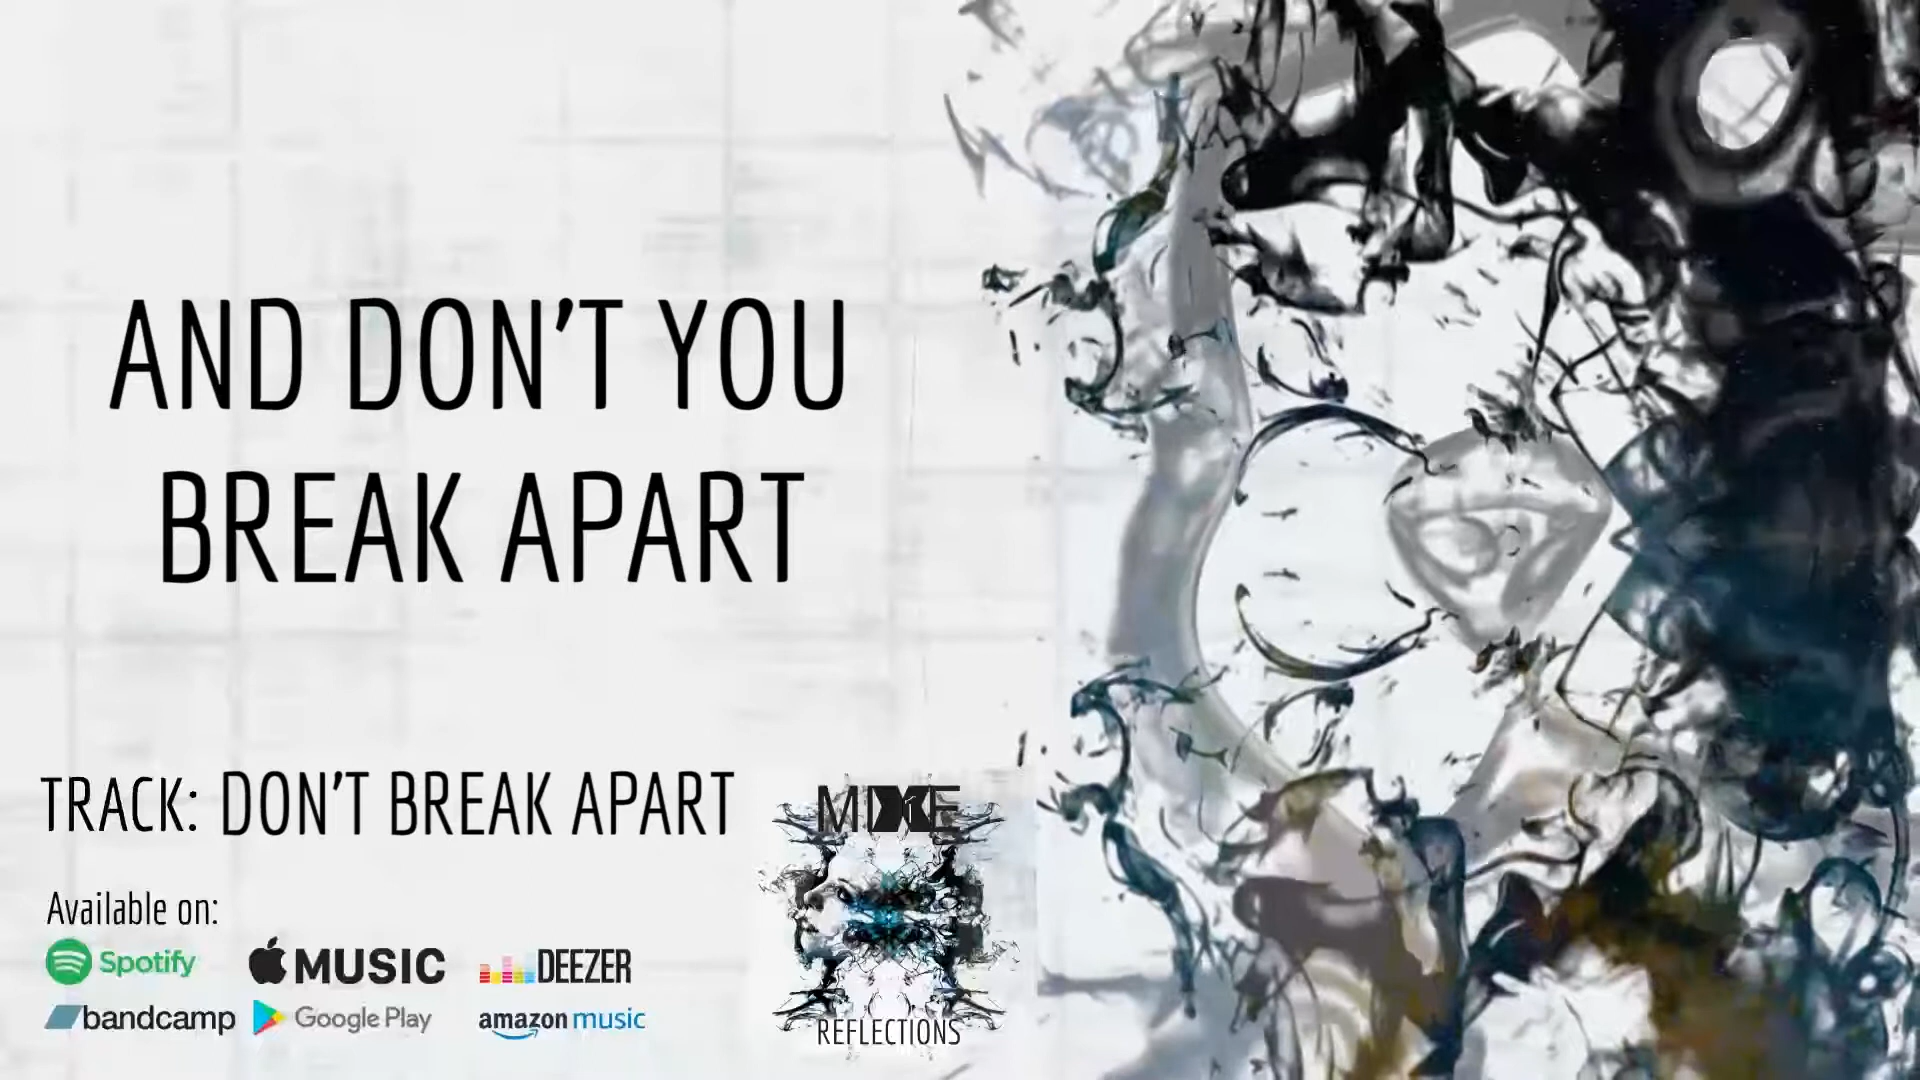 AND DON'T YOU
BREAK APART
TRACK: DON'T BREAK APART
Available on:
Spotify
MUSIC
DEEZER
bandcamp
Google Play
amazon music
REFLECTIONS